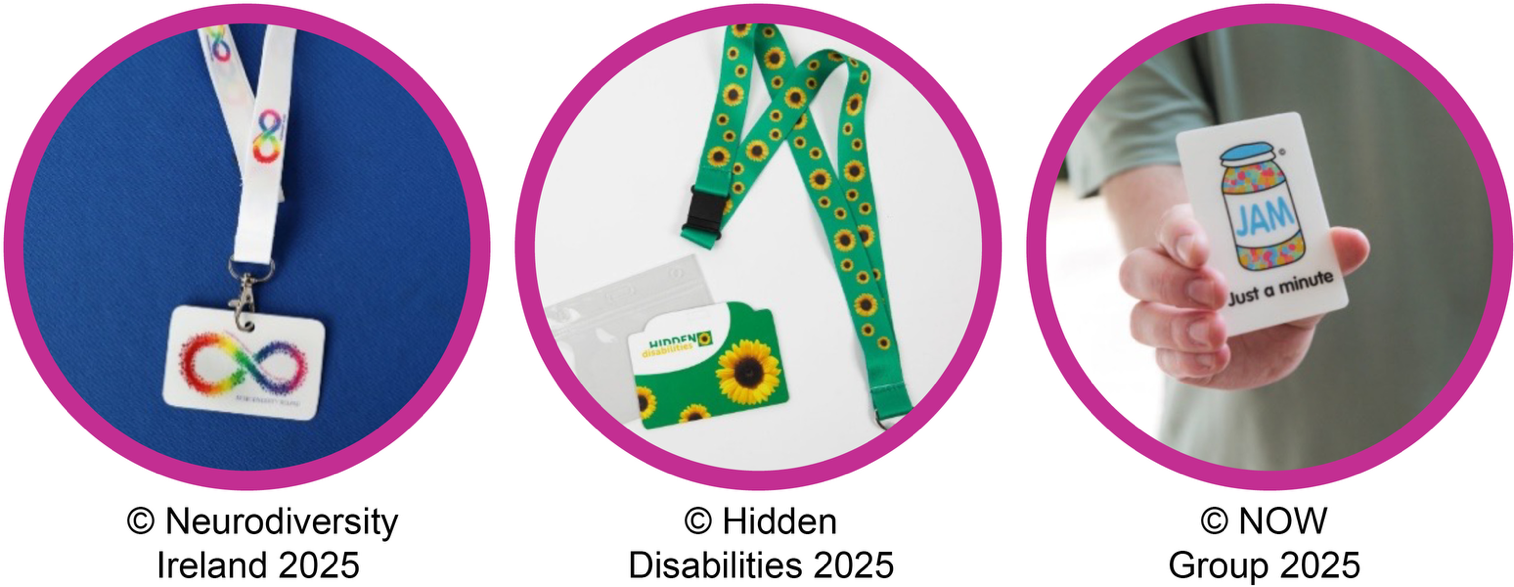 HIDDEN
disabilities
JAM
©
Just a minute
© Neurodiversity
Ireland 2025
© Hidden
Disabilities 2025
© NOW
Group 2025